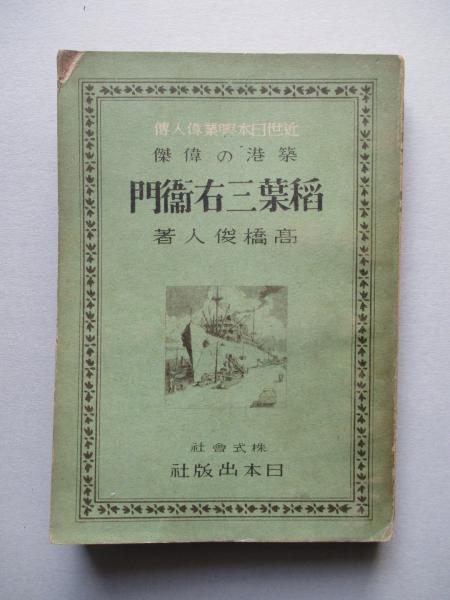 近世日本興業偉人傳
築港の偉傑
稻葉三右衞門
髙橋俊人著
株式會社
日本出版社